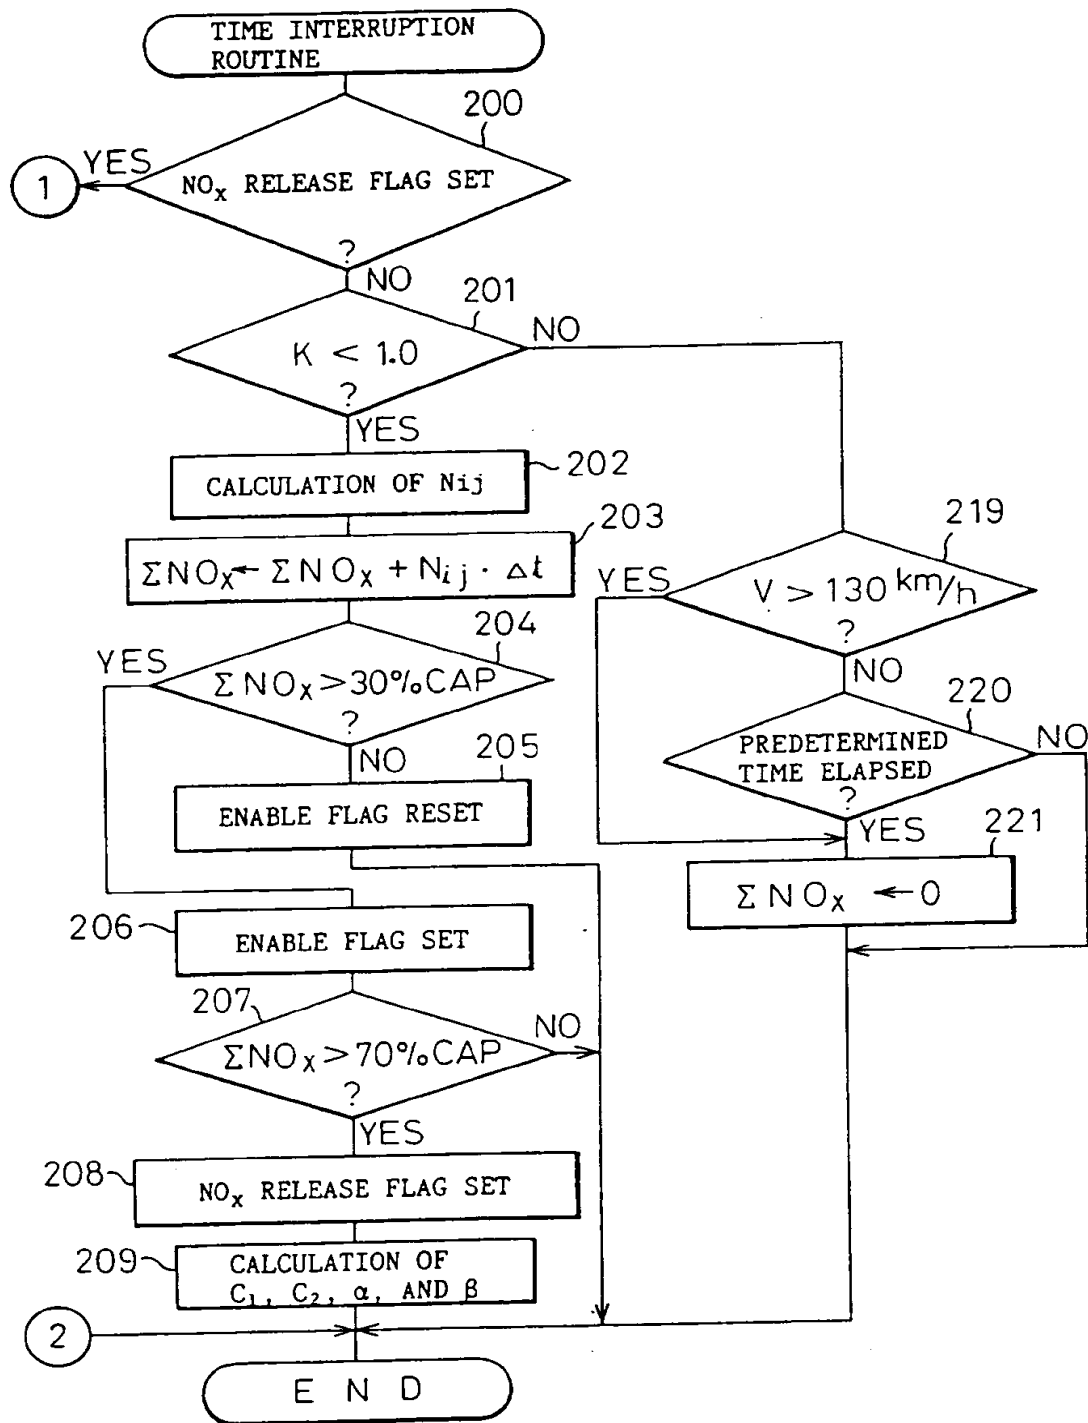 TIME INTERRUPTION
ROUTINE
200
YES
1
NOx RELEASE FLAG SET
?
NO
201
NO
K < 1.0
?
YES
202
CALCULATION OF Nij
203
ΣNOx ← ΣNOx + Nij · Δt
219
YES
V > 130 km/h
?
NO
204
YES
ΣNOx > 30% CAP
?
NO
220
PREDETERMINED
TIME ELAPSED
?
NO
YES
205
ENABLE FLAG RESET
221
ΣNOx ← 0
206
ENABLE FLAG SET
207
NO
ΣNOx > 70% CAP
?
YES
208
NOx RELEASE FLAG SET
209
CALCULATION OF
C1, C2, α, AND β
2
END